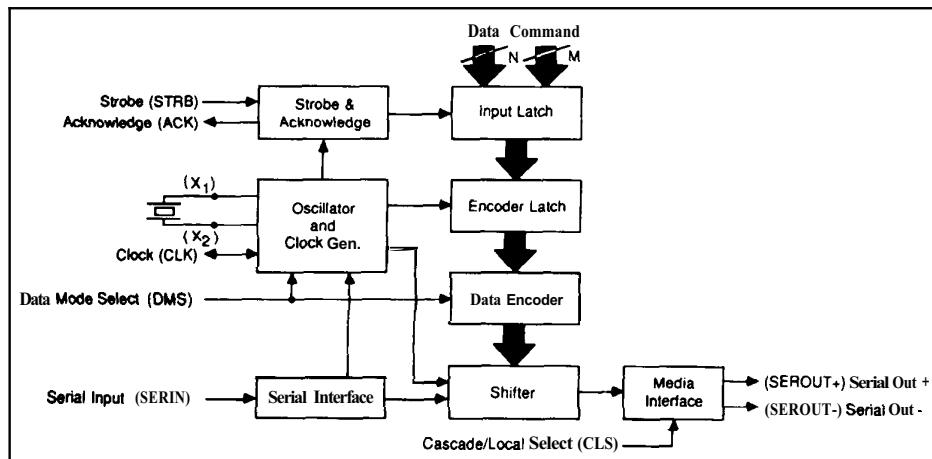 Data Command
N M
Strobe (STRB)
Acknowledge (ACK)
Strobe &
Acknowledge
Input Latch
(X1)
(X2)
Oscillator
and
Clock Gen.
Encoder Latch
Clock (CLK)
Data Mode Select (DMS)
Data Encoder
Serial Input (SERIN)
Serial Interface
Shifter
Media
Interface
(SEROUT+) Serial Out +
(SEROUT-) Serial Out -
Cascade/Local Select (CLS)